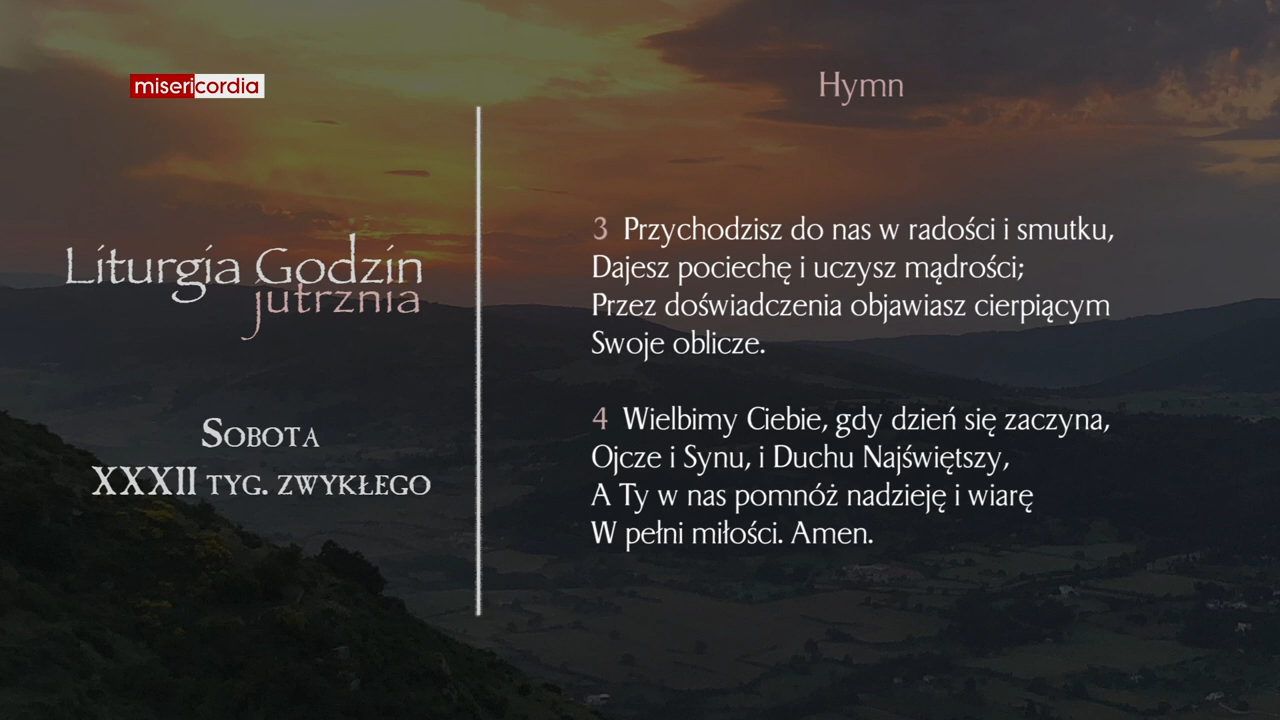 misericordia
Liturgia Godzin
jutrznia
Sobota
XXXII tyg. zwykłego
Hymn
3 Przychodzisz do nas w radości i smutku,
Dajesz pociechę i uczysz mądrości;
Przez doświadczenia objawiasz cierpiącym
Swoje oblicze.
4 Wielbimy Ciebie, gdy dzień się zaczyna,
Ojcze i Synu, i Duchu Najświętszy,
A Ty w nas pomnóż nadzieję i wiarę
W pełni miłości. Amen.